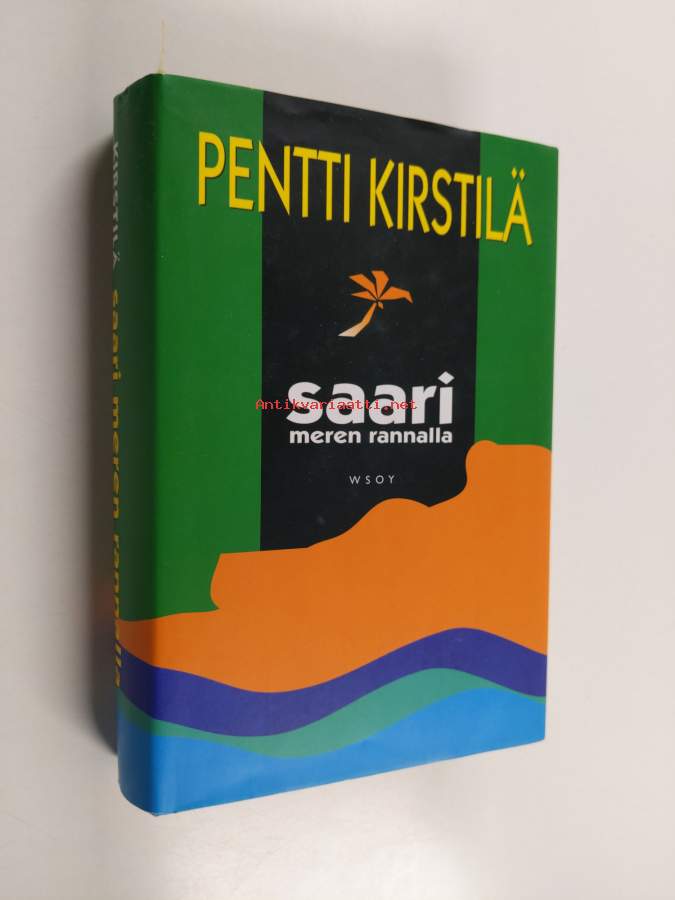 PENTTI KIRSTILÄ
saari
Antikvariaatti.net
meren rannalla
WSOY
KIRSTILÄ saari meren rannalla